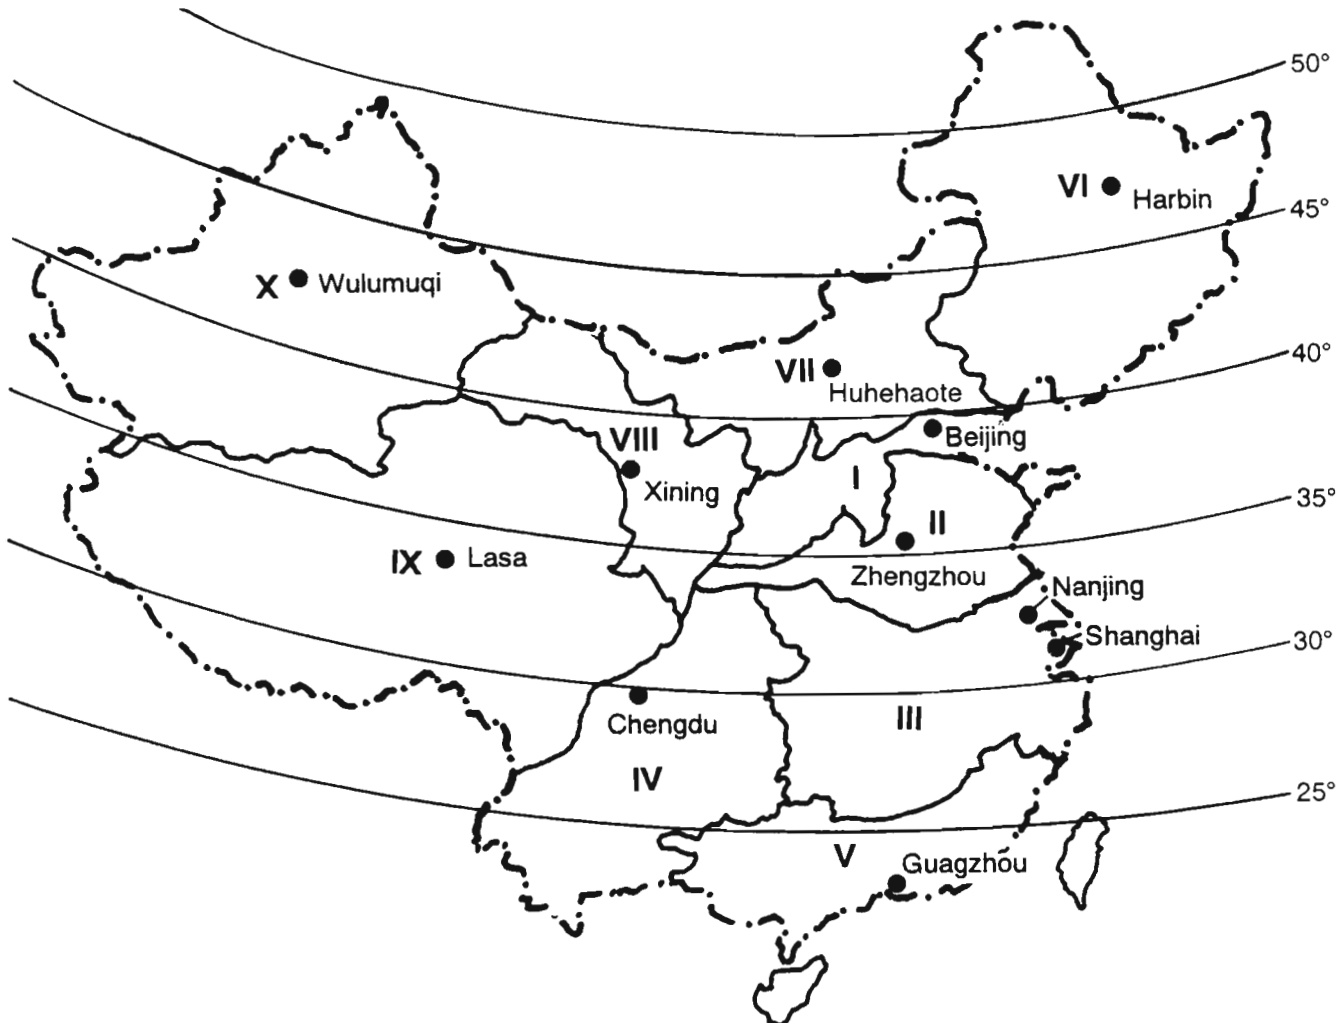 50°
VI
Harbin
45°
X
Wulumuqi
40°
VII
Huhehaote
VIII
Beijing
I
Xining
35°
II
IX
Lasa
Zhengzhou
Nanjing
Shanghai
30°
Chengdu
III
IV
25°
V
Guagzhou